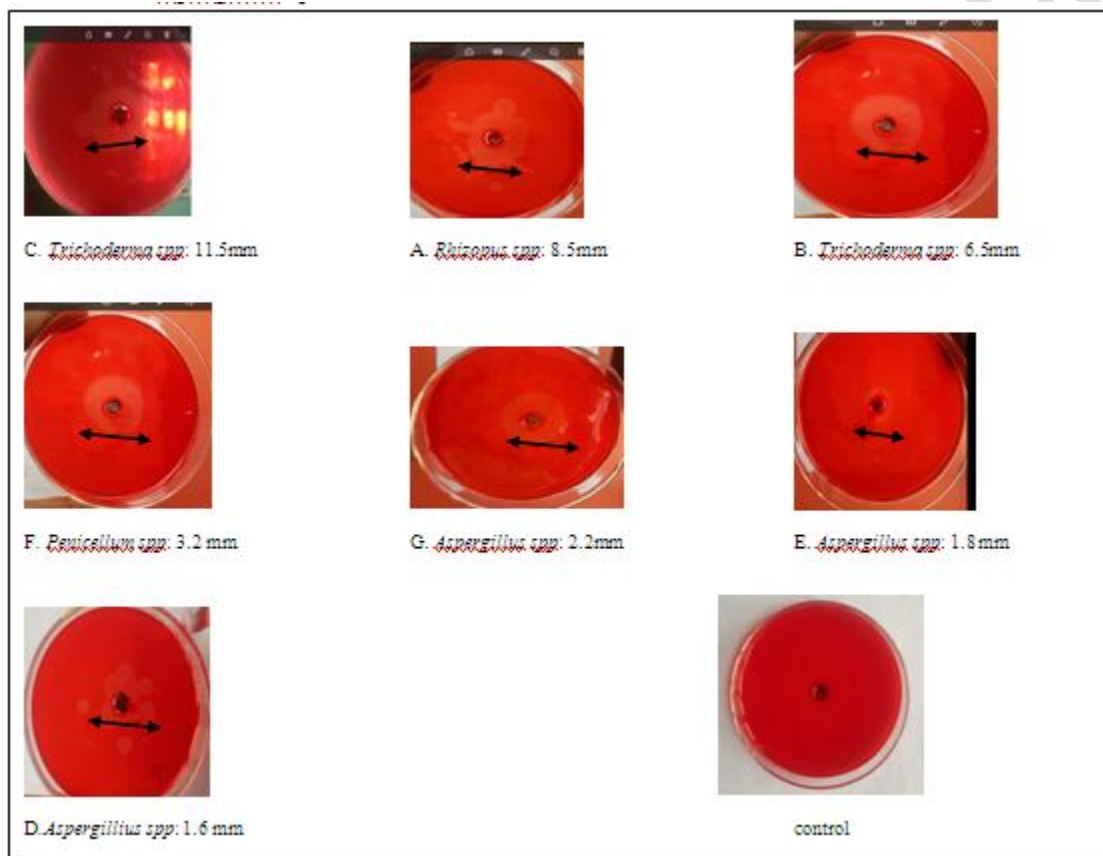 C. Trichoderma spp: 11.5mm
A. Rhizopus spp: 8.5mm
B. Trichoderma spp: 6.5mm
F. Penicellum spp: 3.2 mm
G. Aspergillus spp: 2.2mm
E. Aspergillus spp: 1.8mm
D.Aspergillius spp: 1.6 mm
control